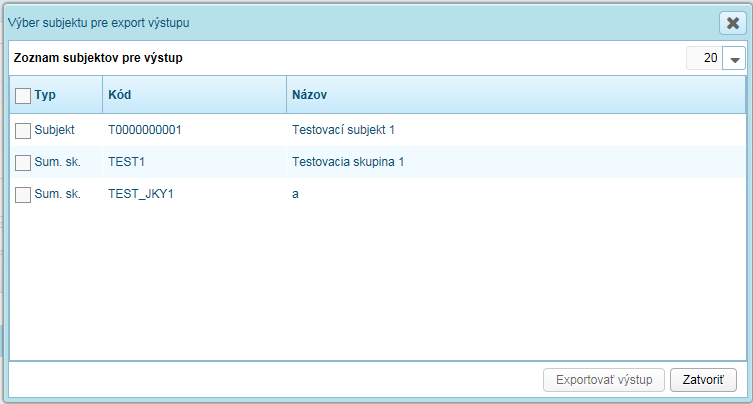 Výber subjektu pre export výstupu
Zoznam subjektov pre výstup 20
Typ Kód Názov
Subjekt T0000000001 Testovací subjekt 1
Sum. sk. TEST1 Testovacia skupina 1
Sum. sk. TEST_JKY1 a
Exportovať výstup Zatvoriť